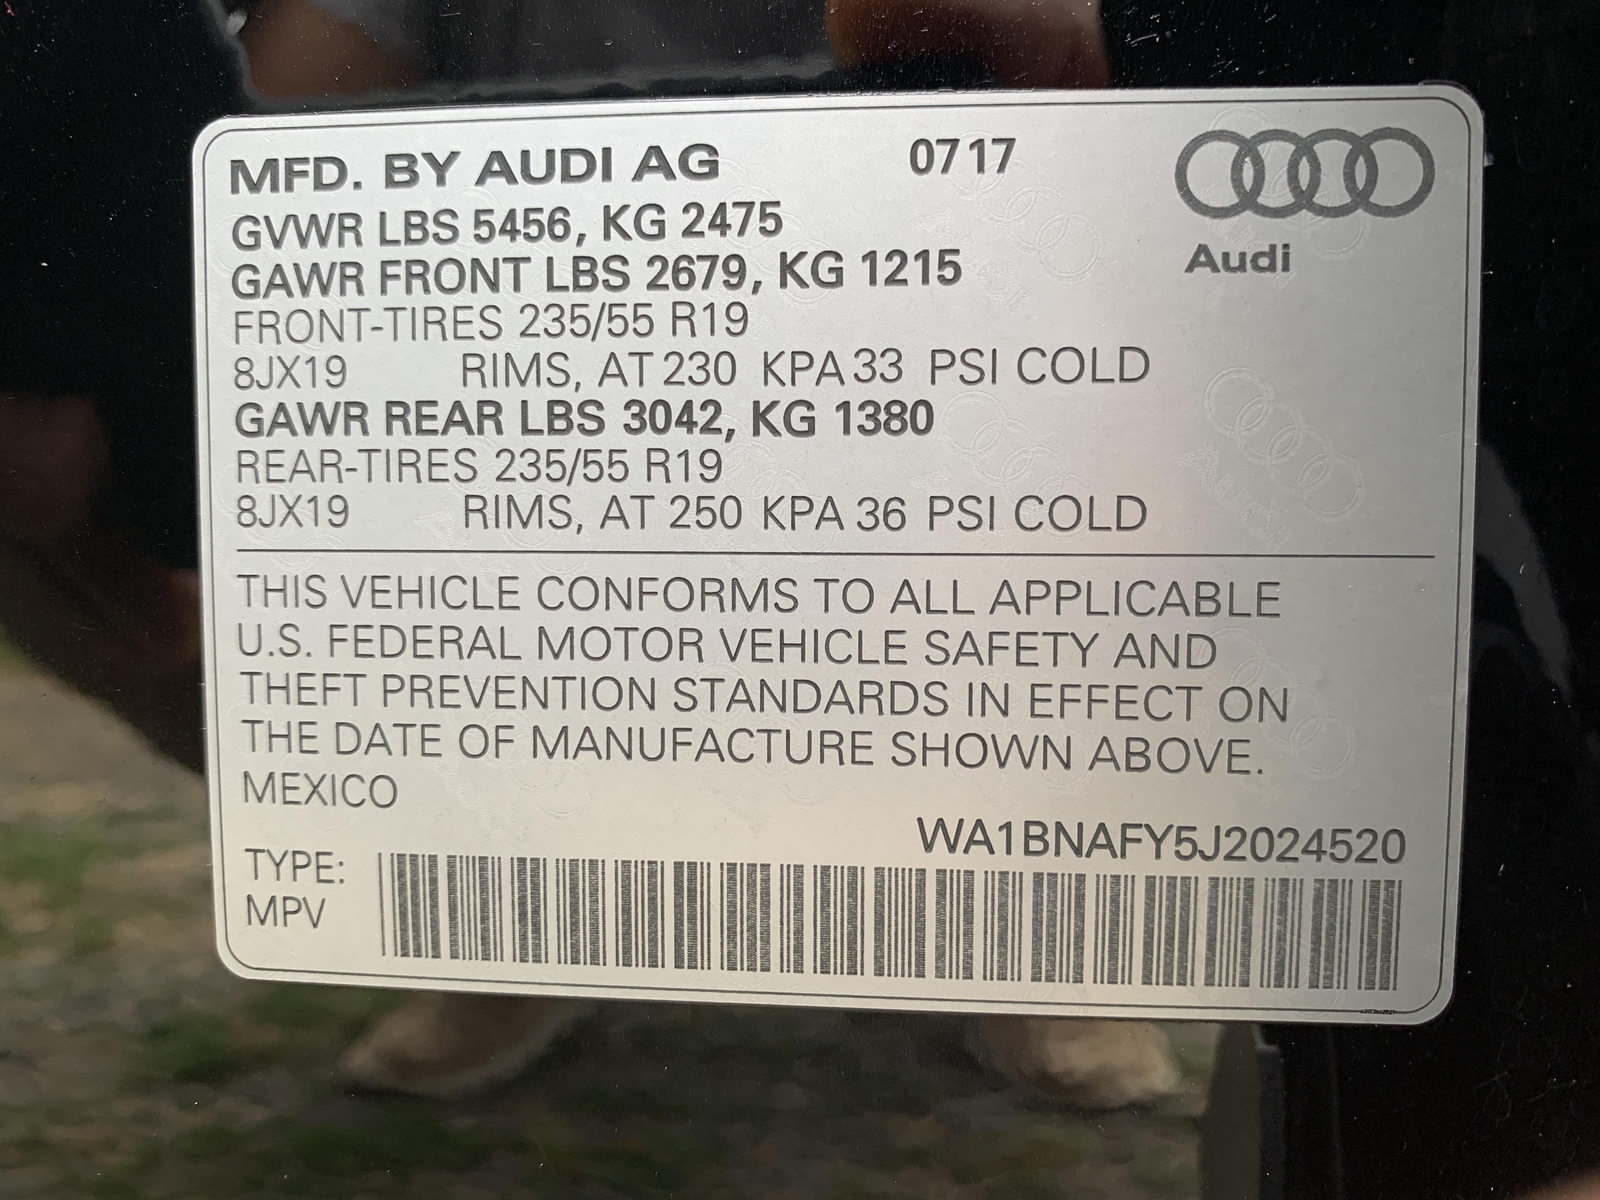 MFD. BY AUDI AG 0717
Audi
GVWR LBS 5456, KG 2475
GAWR FRONT LBS 2679, KG 1215
FRONT-TIRES 235/55 R19
8JX19 RIMS, AT 230 KPA 33 PSI COLD
GAWR REAR LBS 3042, KG 1380
REAR-TIRES 235/55 R19
8JX19 RIMS, AT 250 KPA 36 PSI COLD
THIS VEHICLE CONFORMS TO ALL APPLICABLE
U.S. FEDERAL MOTOR VEHICLE SAFETY AND
THEFT PREVENTION STANDARDS IN EFFECT ON
THE DATE OF MANUFACTURE SHOWN ABOVE.
MEXICO
WA1BNAFY5J2024520
TYPE:
MPV